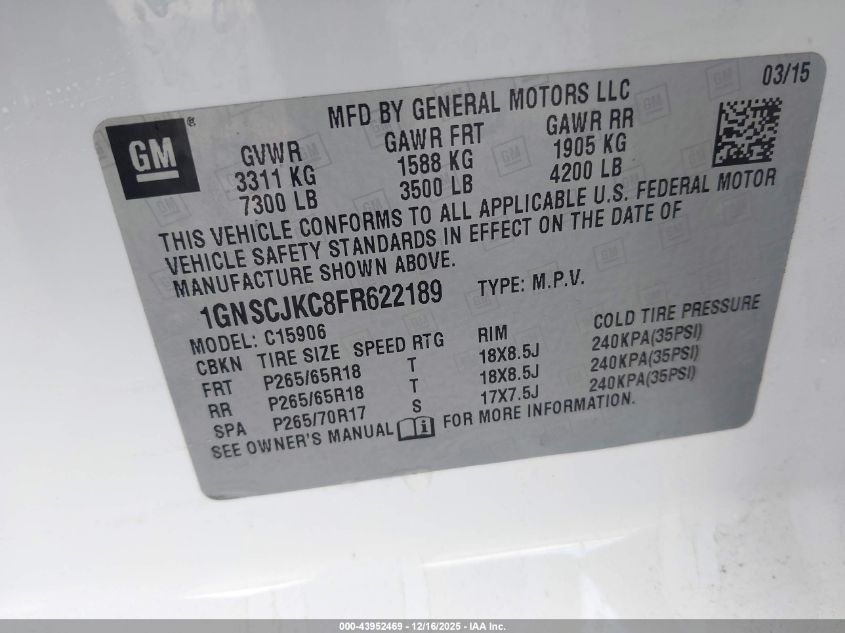 03/15
MFD BY GENERAL MOTORS LLC
GM®
GVWR GAWR FRT GAWR RR
3311 KG 1588 KG 1905 KG
7300 LB 3500 LB 4200 LB
THIS VEHICLE CONFORMS TO ALL APPLICABLE U.S. FEDERAL MOTOR
VEHICLE SAFETY STANDARDS IN EFFECT ON THE DATE OF
MANUFACTURE SHOWN ABOVE.
1GNSCJKC8FR622189 TYPE: M.P.V.
MODEL: C15906
CBKN TIRE SIZE SPEED RTG RIM COLD TIRE PRESSURE
FRT P265/65R18 T 18X8.5J 240KPA(35PSI)
RR P265/65R18 T 18X8.5J 240KPA(35PSI)
SPA P265/70R17 S 17X7.5J 240KPA(35PSI)
SEE OWNER'S MANUAL i FOR MORE INFORMATION.
000-43952469 - 12/16/2025 - IAA Inc.